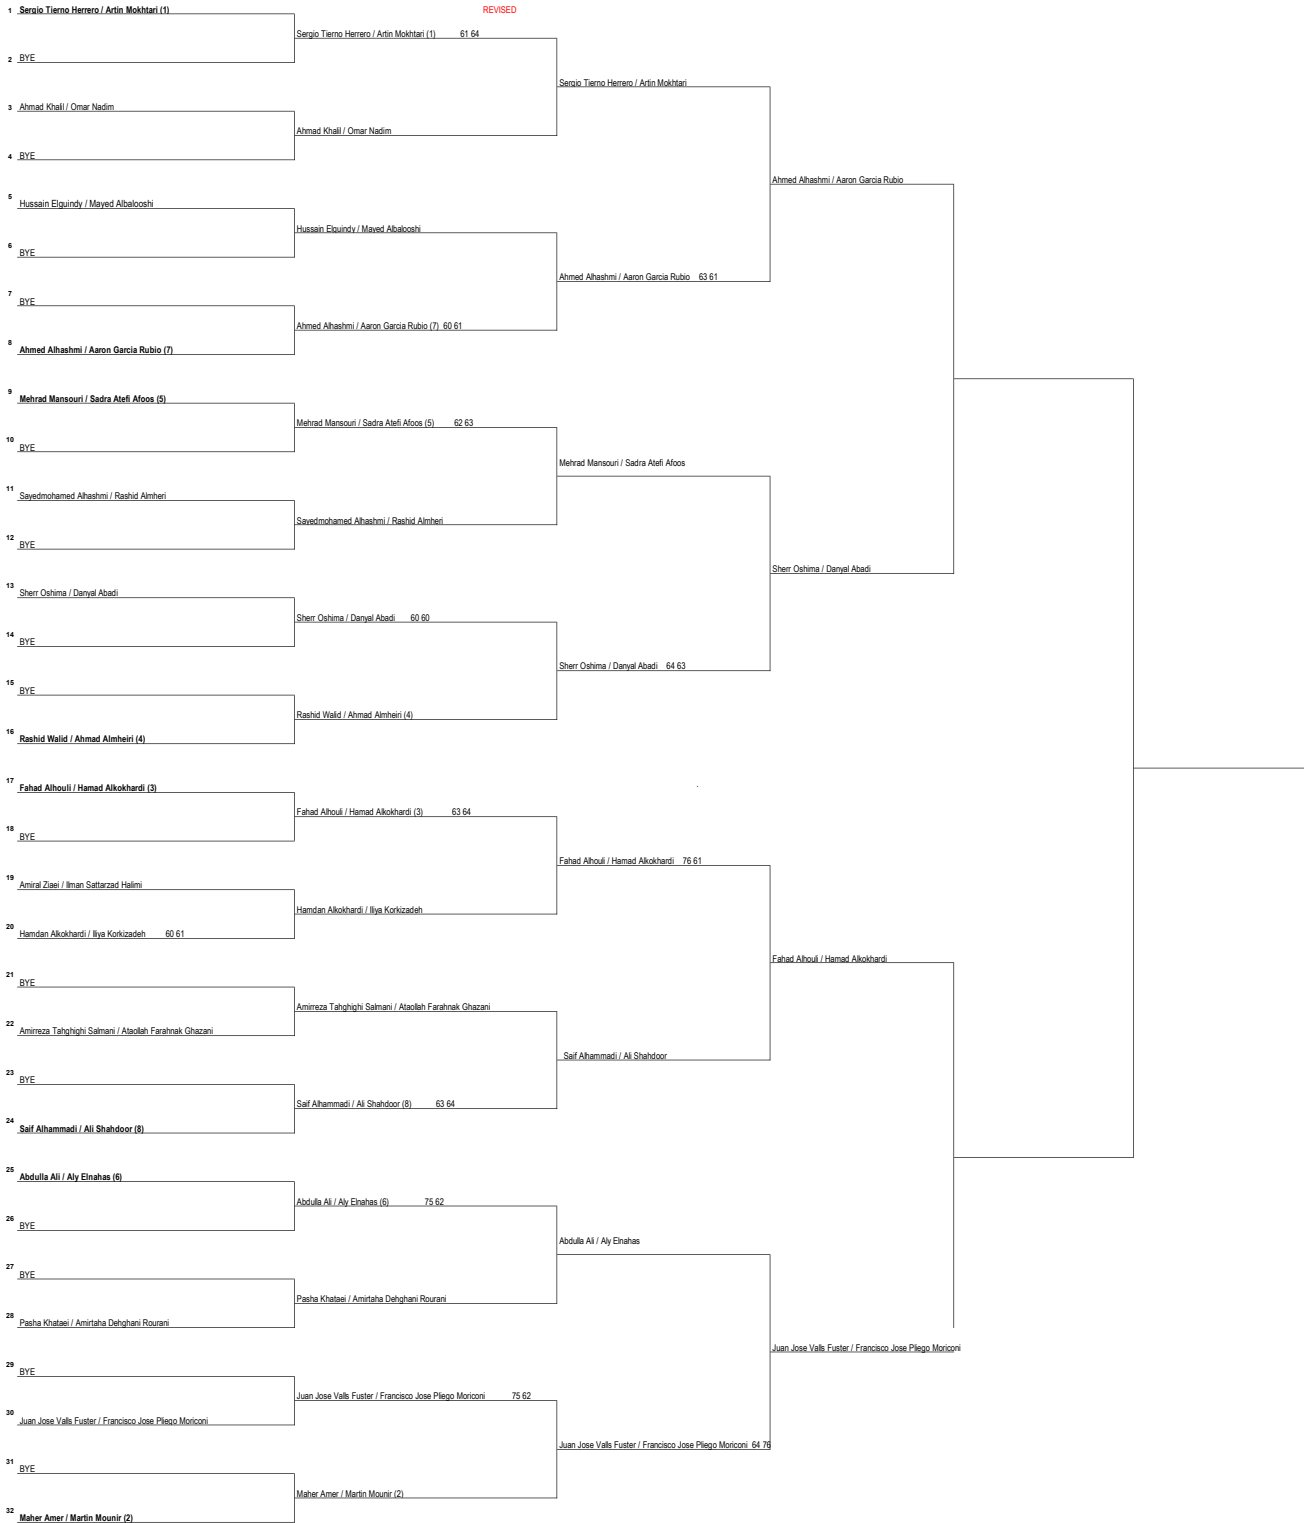 1 Sergio Tierno Herrero / Artin Mokhtari (1)
REVISED
Sergio Tierno Herrero / Artin Mokhtari (1) 61 64
2 BYE
Sergio Tierno Herrero / Artin Mokhtari
3 Ahmad Khalil / Omar Nadim
Ahmad Khalil / Omar Nadim
4 BYE
Ahmed Alhashmi / Aaron Garcia Rubio
5 Hussain Elguindy / Mayed Albalooshi
Hussain Elguindy / Mayed Albalooshi
6 BYE
Ahmed Alhashmi / Aaron Garcia Rubio 63 61
7 BYE
Ahmed Alhashmi / Aaron Garcia Rubio (7) 60 61
8 Ahmed Alhashmi / Aaron Garcia Rubio (7)
9 Mehrad Mansouri / Sadra Atefi Afoos (5)
Mehrad Mansouri / Sadra Atefi Afoos (5) 62 63
10 BYE
Mehrad Mansouri / Sadra Atefi Afoos
11 Sayedmohamed Alhashmi / Rashid Almheri
Sayedmohamed Alhashmi / Rashid Almheri
12 BYE
Sherr Oshima / Danyal Abadi
13 Sherr Oshima / Danyal Abadi
Sherr Oshima / Danyal Abadi 60 60
14 BYE
Sherr Oshima / Danyal Abadi 64 63
15 BYE
Rashid Walid / Ahmad Almheiri (4)
16 Rashid Walid / Ahmad Almheiri (4)
17 Fahad Alhouli / Hamad Alkokhardi (3)
Fahad Alhouli / Hamad Alkokhardi (3) 63 64
18 BYE
Fahad Alhouli / Hamad Alkokhardi 76 61
19 Amiral Ziaei / Ilman Sattarzad Halimi
Hamdan Alkokhardi / Iliya Korkizadeh
20 Hamdan Alkokhardi / Iliya Korkizadeh 60 61
Fahad Alhouli / Hamad Alkokhardi
21 BYE
Amirreza Tahghighi Salmani / Ataollah Farahnak Ghazani
22 Amirreza Tahghighi Salmani / Ataollah Farahnak Ghazani
Saif Alhammadi / Ali Shahdoor
23 BYE
Saif Alhammadi / Ali Shahdoor (8) 63 64
24 Saif Alhammadi / Ali Shahdoor (8)
25 Abdulla Ali / Aly Elnahas (6)
Abdulla Ali / Aly Elnahas (6) 75 62
26 BYE
Abdulla Ali / Aly Elnahas
27 BYE
Pasha Khataei / Amirtaha Dehghani Rourani
28 Pasha Khataei / Amirtaha Dehghani Rourani
Juan Jose Valls Fuster / Francisco Jose Pliego Moriconi
29 BYE
Juan Jose Valls Fuster / Francisco Jose Pliego Moriconi 75 62
30 Juan Jose Valls Fuster / Francisco Jose Pliego Moriconi
Juan Jose Valls Fuster / Francisco Jose Pliego Moriconi 64 76
31 BYE
Maher Amer / Martin Mounir (2)
32 Maher Amer / Martin Mounir (2)